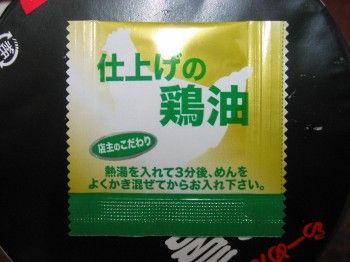 仕上げの
鶏油
店主のこだわり
熱湯を入れて3分後、めんを
よくかき混ぜてからお入れ下さい。